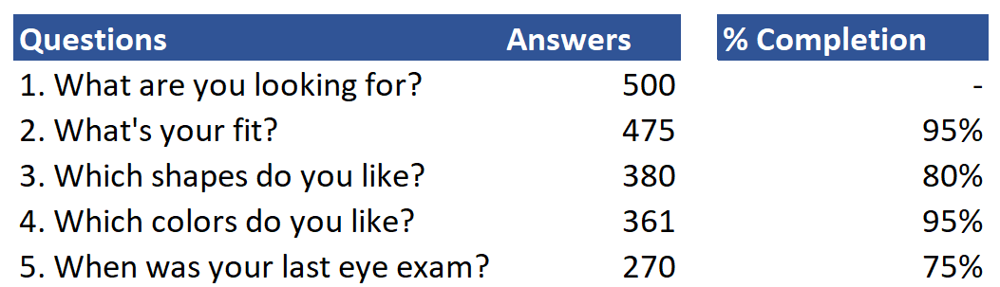 Questions Answers % Completion
1. What are you looking for? 500 -
2. What's your fit? 475 95%
3. Which shapes do you like? 380 80%
4. Which colors do you like? 361 95%
5. When was your last eye exam? 270 75%